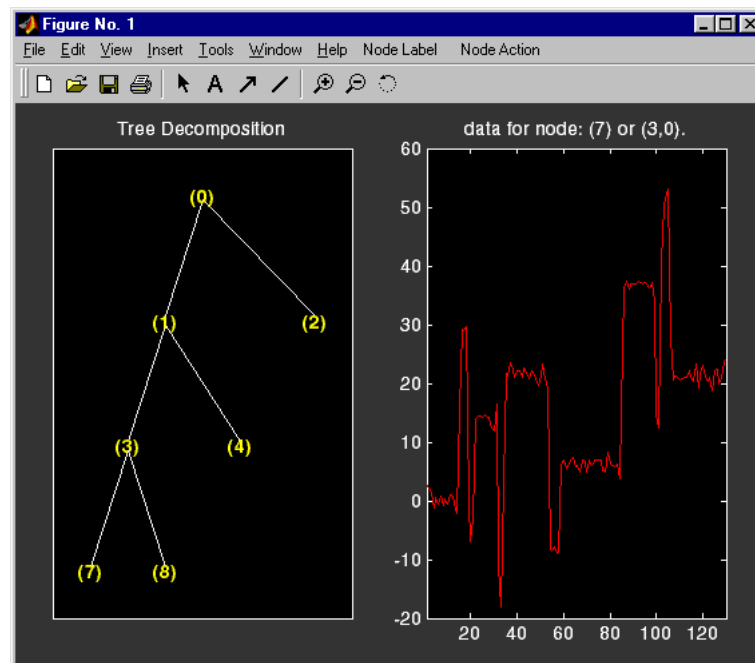 Figure No. 1
File Edit View Insert Tools Window Help Node Label Node Action
A
Tree Decomposition
(0)
(1)
(2)
(3)
(4)
(7)
(8)
data for node: (7) or (3,0).
60
50
40
30
20
10
0
-10
-20
20 40 60 80 100 120